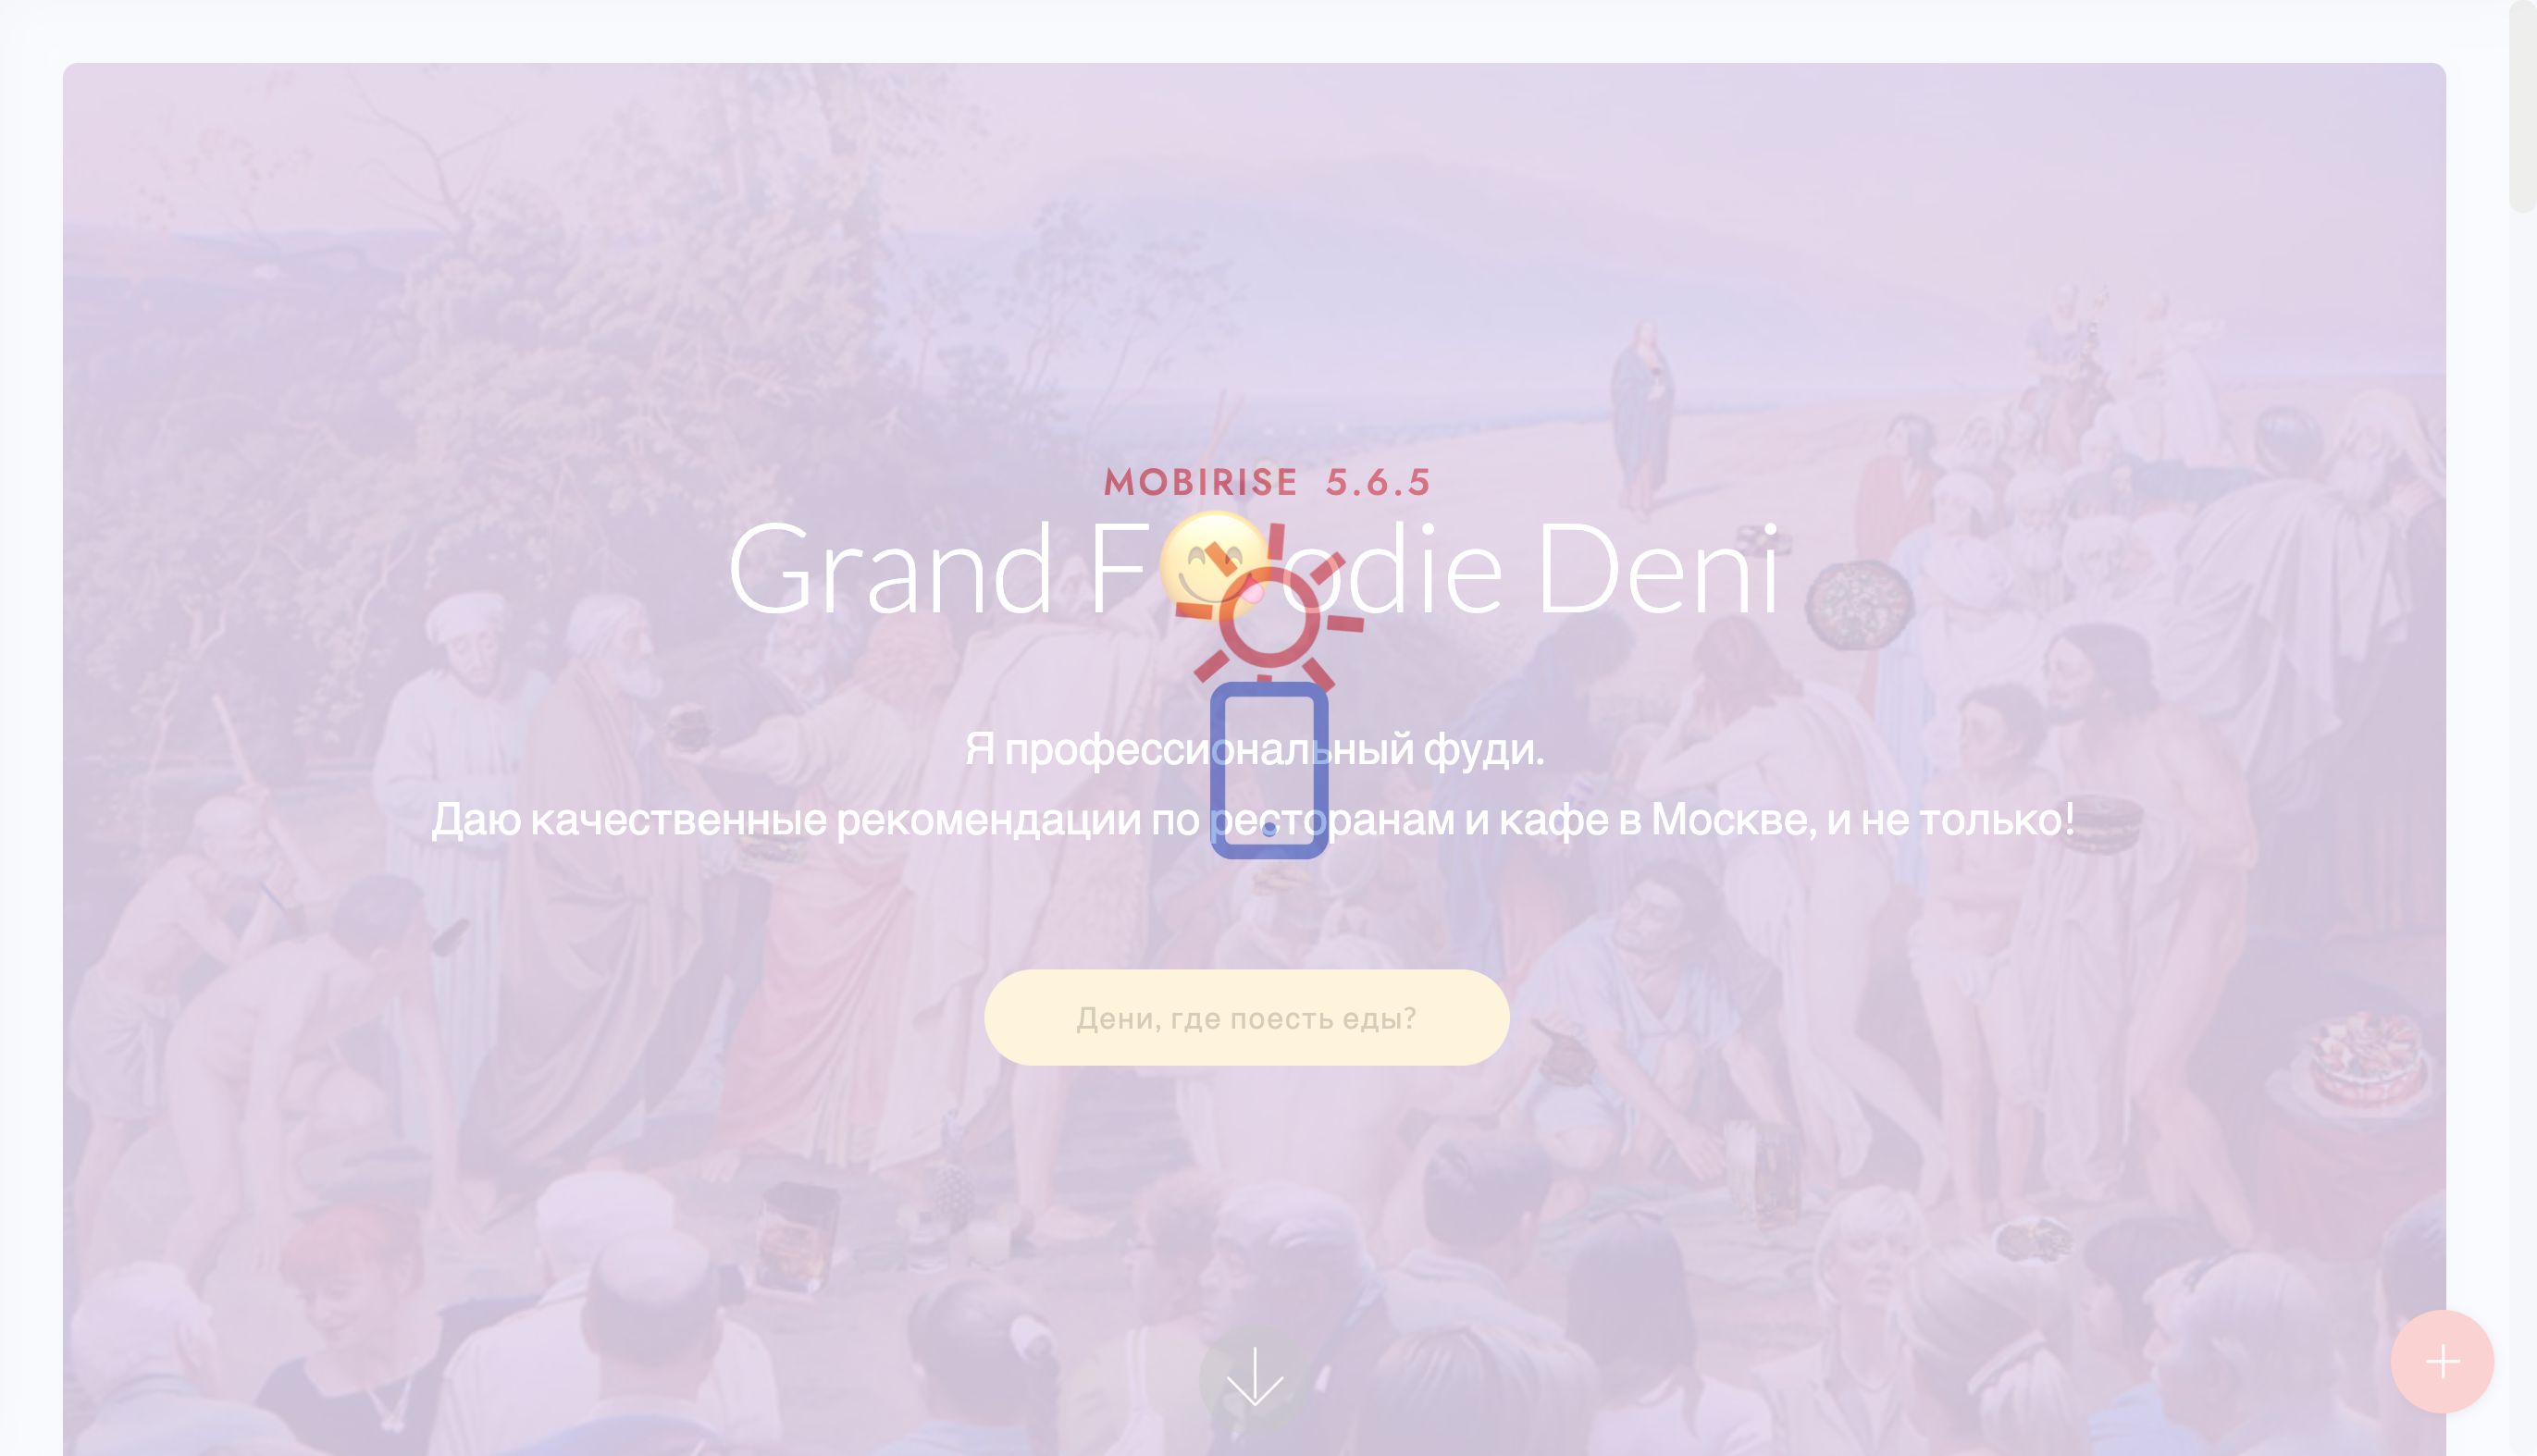 MOBIRISE 5.6.5
Grand F😋odie Deni
Я профессиональный фуди.
Даю качественные рекомендации по ресторанам и кафе в Москве, и не только!
Дени, где поесть еды?